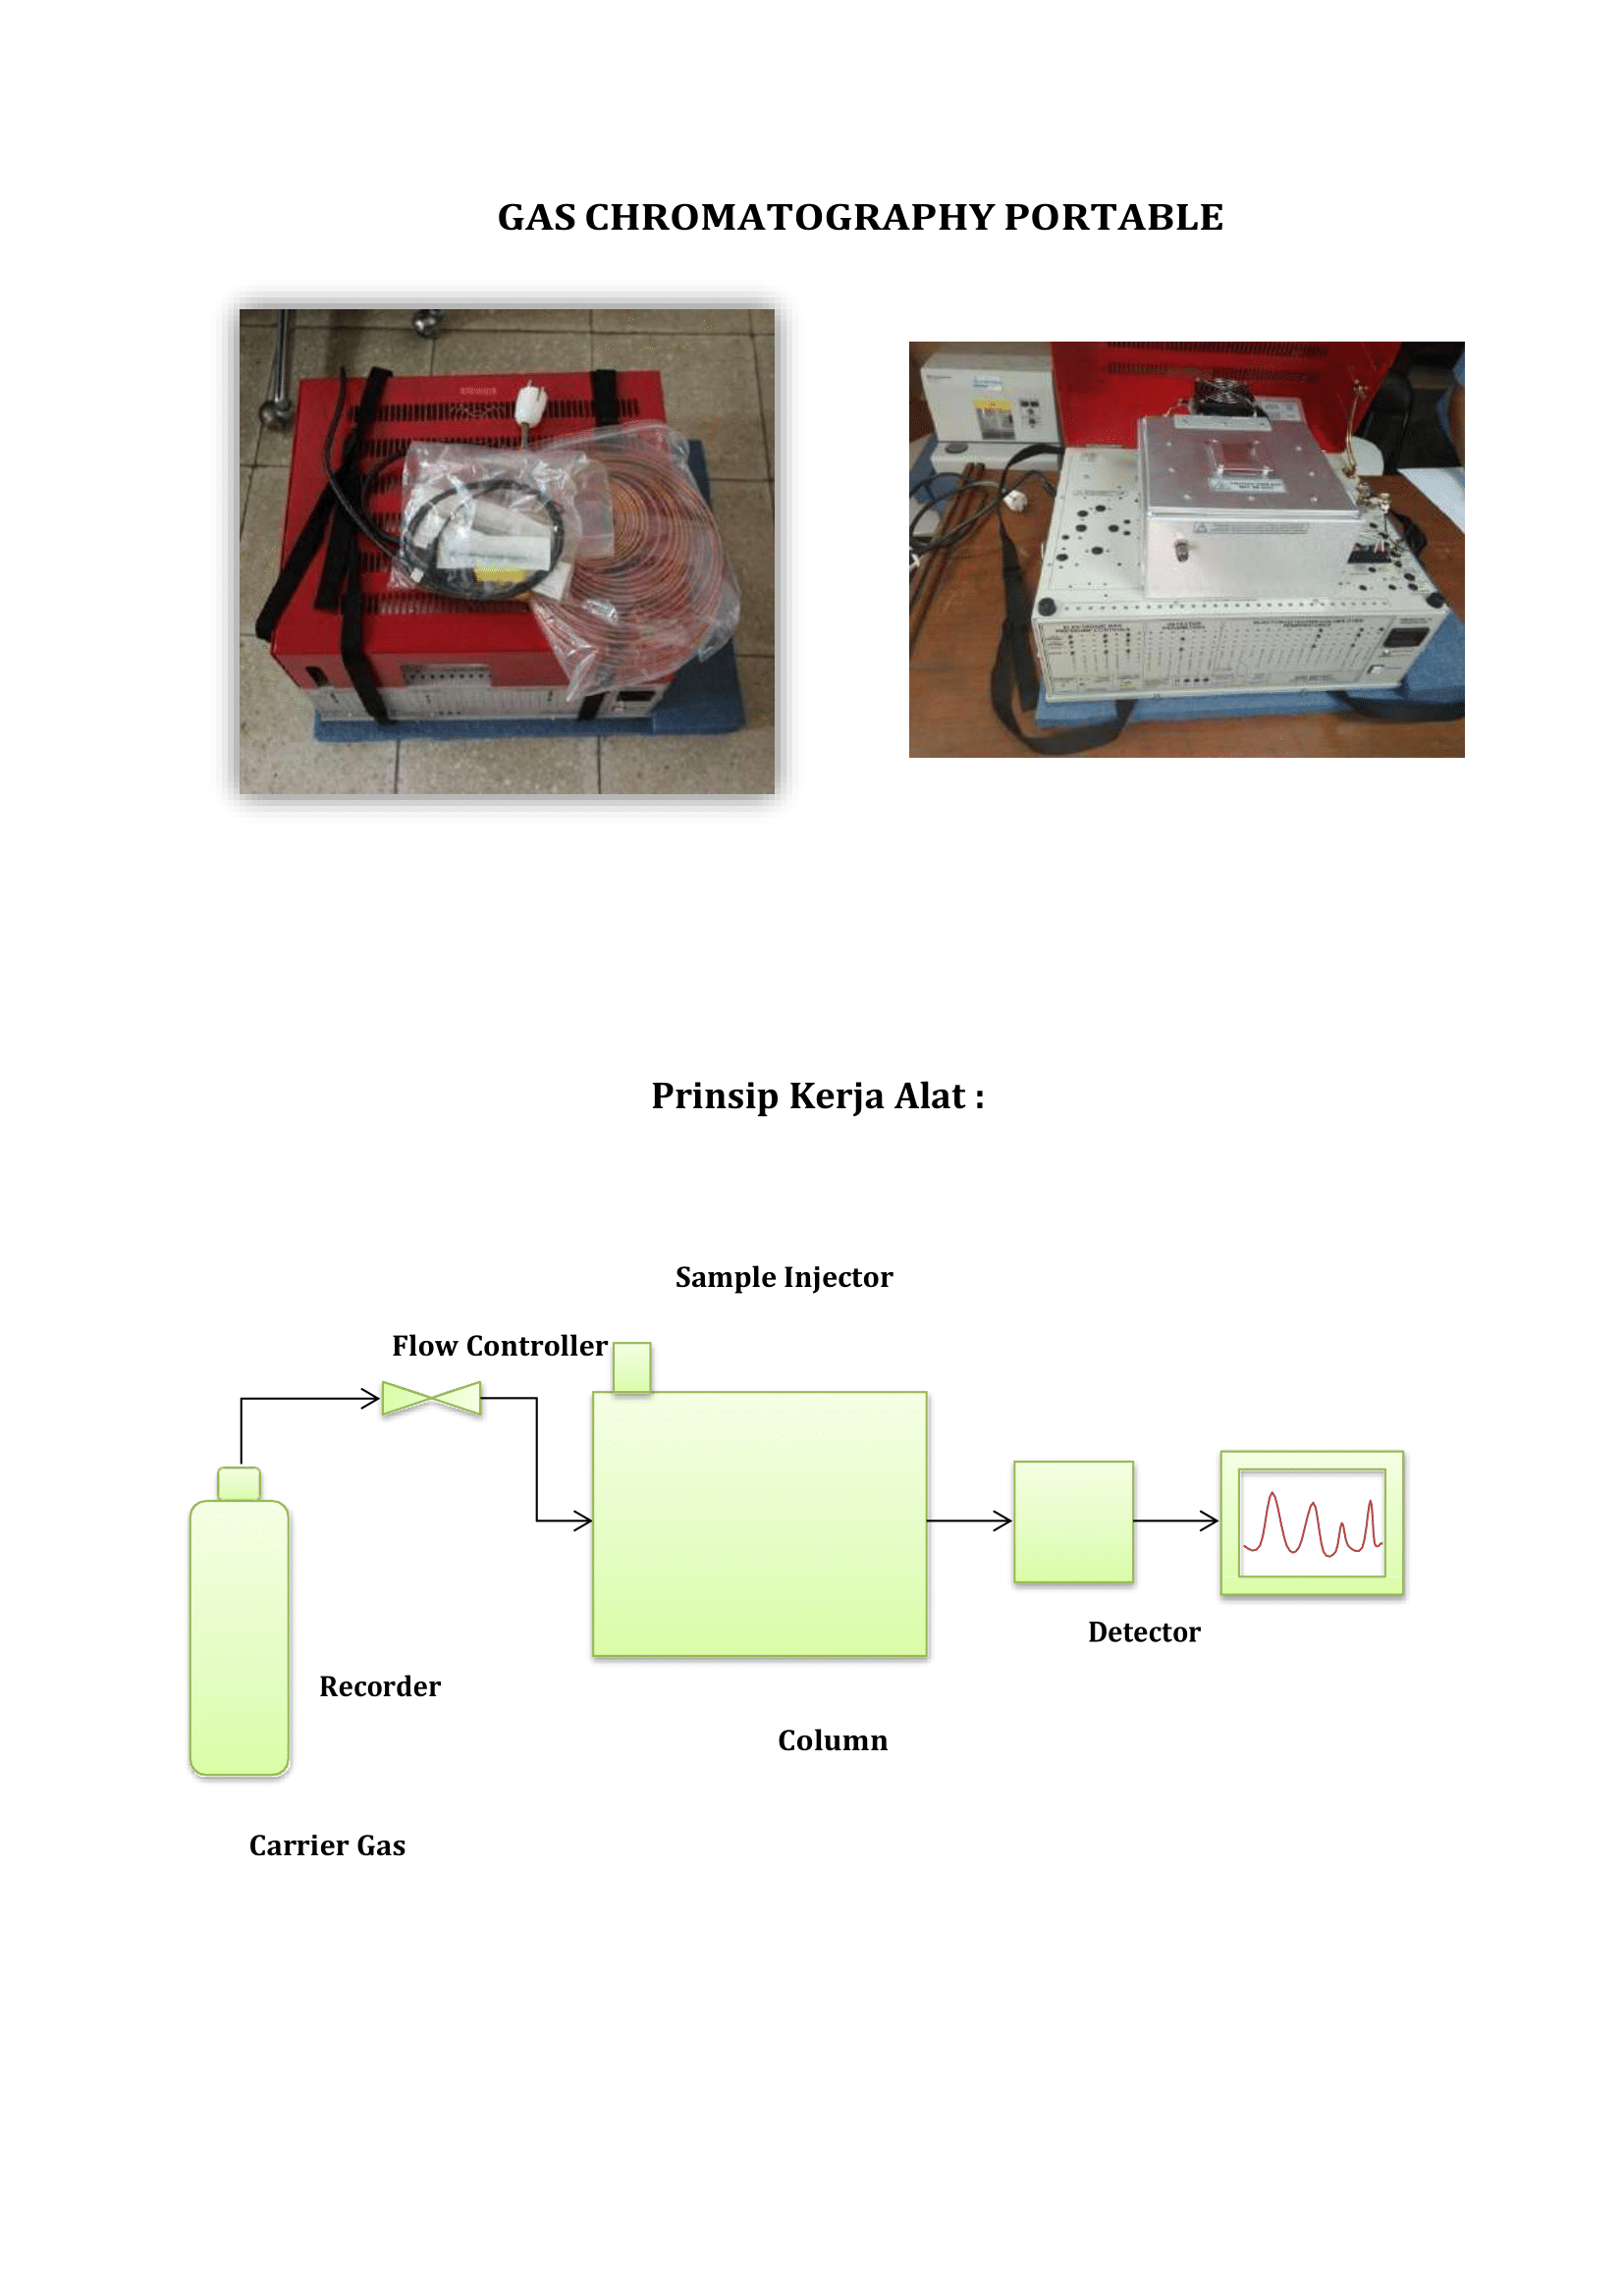 GAS CHROMATOGRAPHY PORTABLE
Prinsip Kerja Alat :
Sample Injector
Flow Controller
Detector
Recorder
Column
Carrier Gas